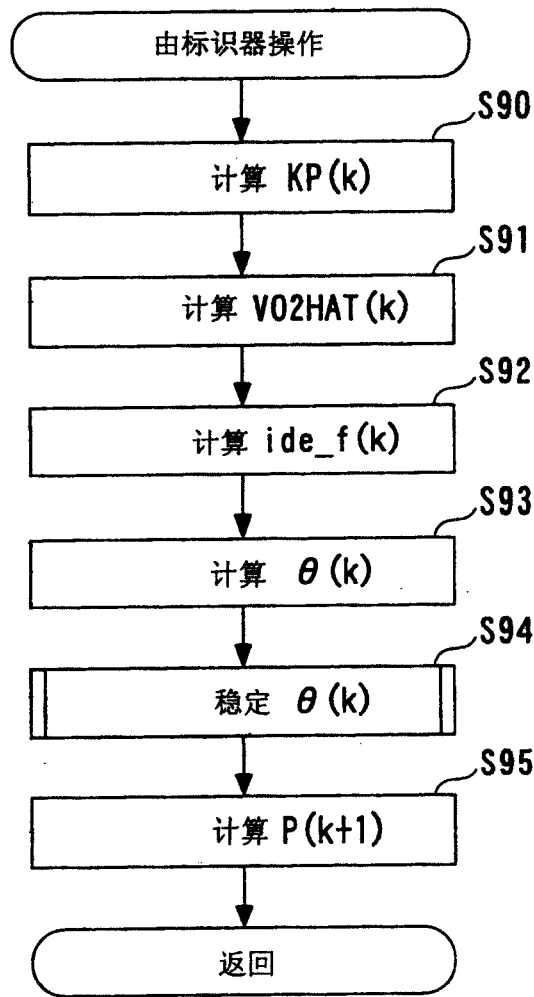 由标识器操作
S90
计算 KP(k)
S91
计算 VO2HAT(k)
S92
计算 ide_f(k)
S93
计算 θ(k)
S94
稳定 θ(k)
S95
计算 P(k+1)
返回